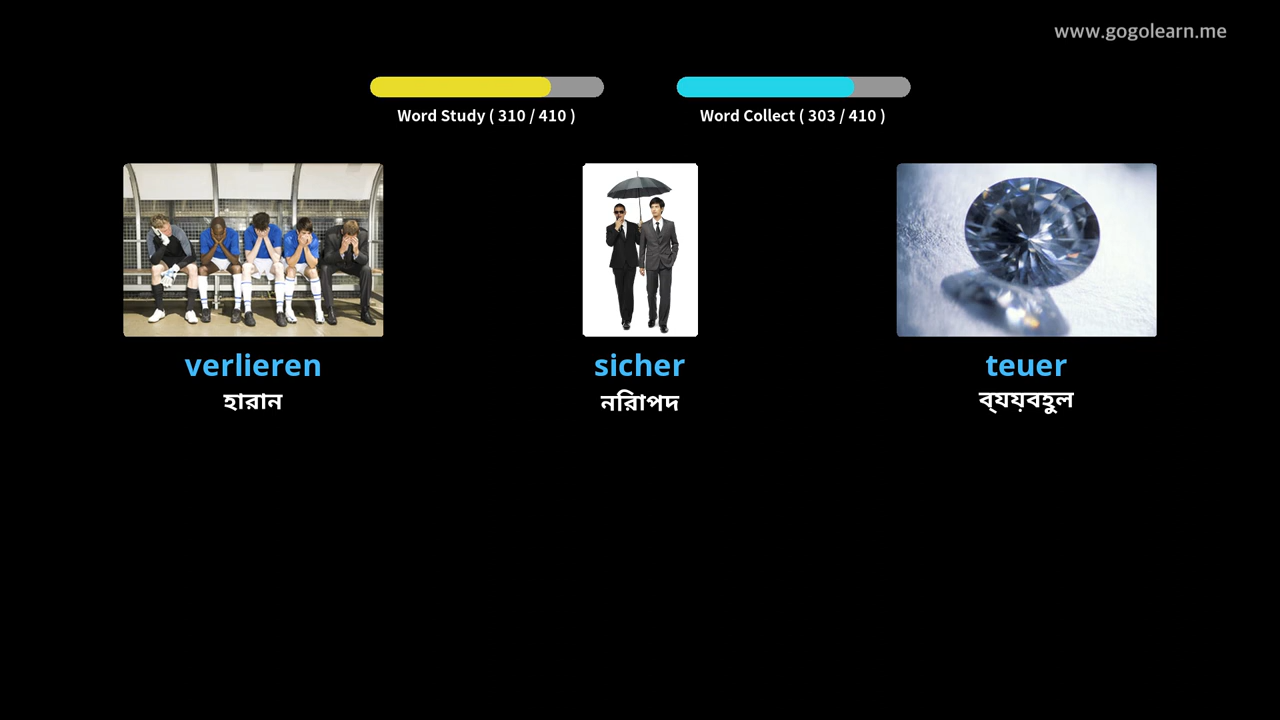 www.gogolearn.me
Word Study ( 310 / 410 )
Word Collect ( 303 / 410 )
verlieren
sicher
teuer
হারান
নিরাপদ
ব্যয়বহুল